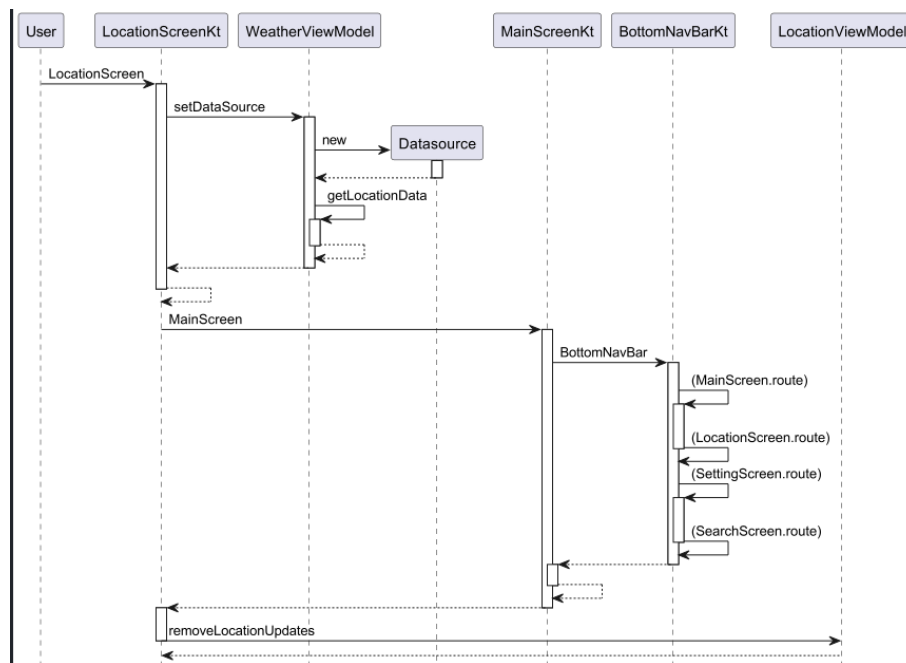 User LocationScreenKt WeatherViewModel MainScreenKt BottomNavBarKt LocationViewModel
LocationScreen
setDataSource
new
Datasource
getLocationData
MainScreen
BottomNavBar
(MainScreen.route)
(LocationScreen.route)
(SettingScreen.route)
(SearchScreen.route)
removeLocationUpdates